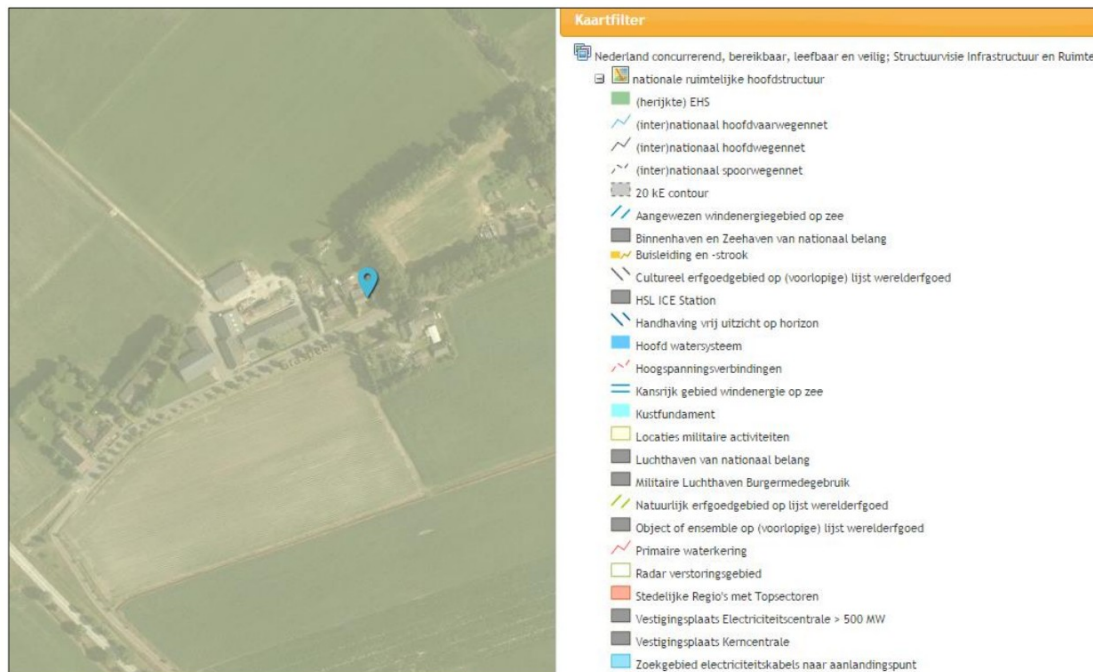 Kaartfilter
Nederland concurrerend, bereikbaar, leefbaar en veilig; Structuurvisie Infrastructuur en Ruimte
nationale ruimtelijke hoofdstructuur
(herijkte) EHS
(inter)nationaal hoofdvaarwegennet
(inter)nationaal hoofdwegennet
(inter)nationaal spoorwegennet
20 kE contour
Aangewezen windenergiegebied op zee
Binnenhaven en Zeehaven van nationaal belang
Buisleiding en -strook
Cultureel erfgoedgebied op (voorlopige) lijst werelderfgoed
HSL ICE Station
Handhaving vrij uitzicht op horizon
Hoofd watersysteem
Hoogspanningsverbindingen
Kansrijk gebied windenergie op zee
Kustfundament
Locaties militaire activiteiten
Luchthaven van nationaal belang
Militaire Luchthaven Burgermedegebruik
Natuurlijk erfgoedgebied op lijst werelderfgoed
Object of ensemble op (voorlopige) lijst werelderfgoed
Primaire waterkering
Radar verstoringsgebied
Stedelijke Regio's met Topsectoren
Vestigingsplaats Electriciteitscentrale > 500 MW
Vestigingsplaats Kerncentrale
Zoekgebied electriciteitskabels naar aanlandingspunt